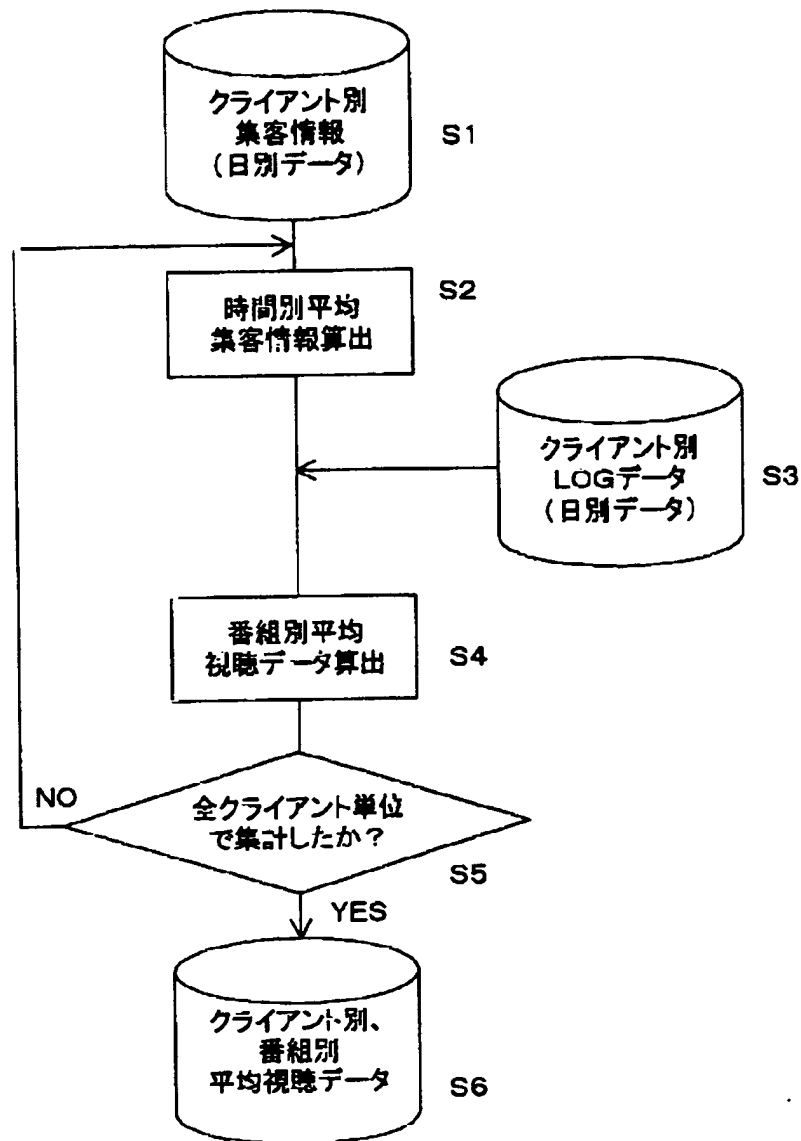 クライアント別
集客情報
(日別データ)
S1
時間別平均
集客情報算出
S2
クライアント別
LOGデータ
(日別データ)
S3
番組別平均
視聴データ算出
S4
全クライアント単位
で集計したか?
S5
NO
YES
クライアント別、
番組別
平均視聴データ
S6